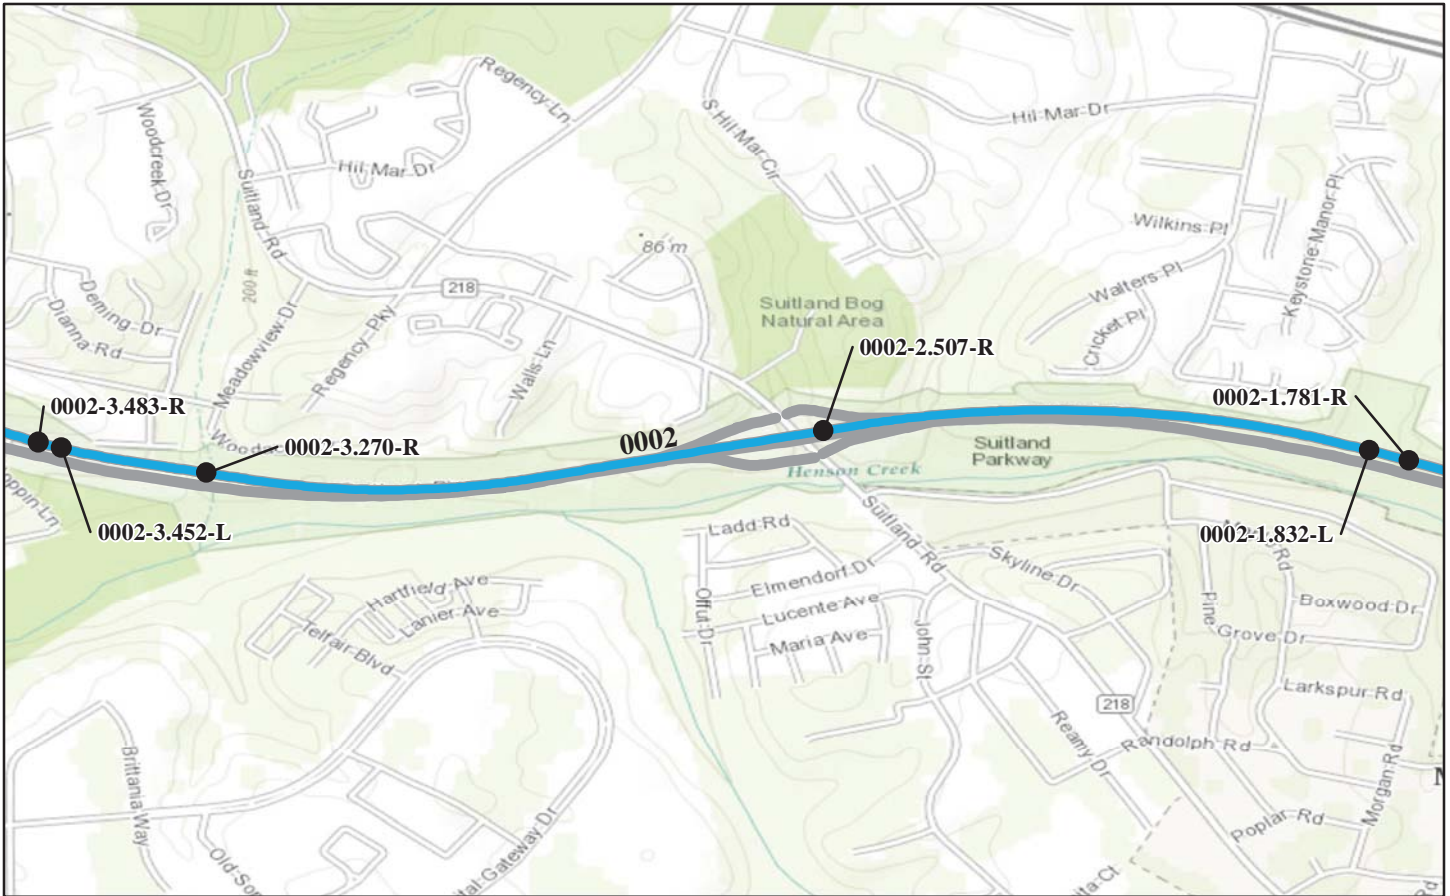 Regency Ln
Woodcreek Dr
S Hil Mar Cir
Hil Mar Dr
Hil Mar Dr
Suitland Rd
Keystone Manor Pl
Wilkins Pl
86 m
200 ft
218
Suitland Bog
Natural Area
Walters Pl
Cricket Pl
Deming Dr
Dianna Rd
Meadowview Dr
Regency Pky
Walls Ln
0002-2.507-R
0002-1.781-R
0002-3.483-R
0002-3.270-R
0002
Suitland
Parkway
Henson Creek
0002-3.452-L
0002-1.832-L
Ladd Rd
Suitland Rd
Skyline Dr
Elmendorf Dr
Lucente Ave
Maria Ave
Offut Dr
John St
Hartfield Ave
Lanier Ave
Telfair Blvd
Pine
Grove Dr
Boxwood Dr
Larkspur Rd
218
Reamy Dr
Randolph Rd
Morgan Rd
Poplar Rd
Brittania Way